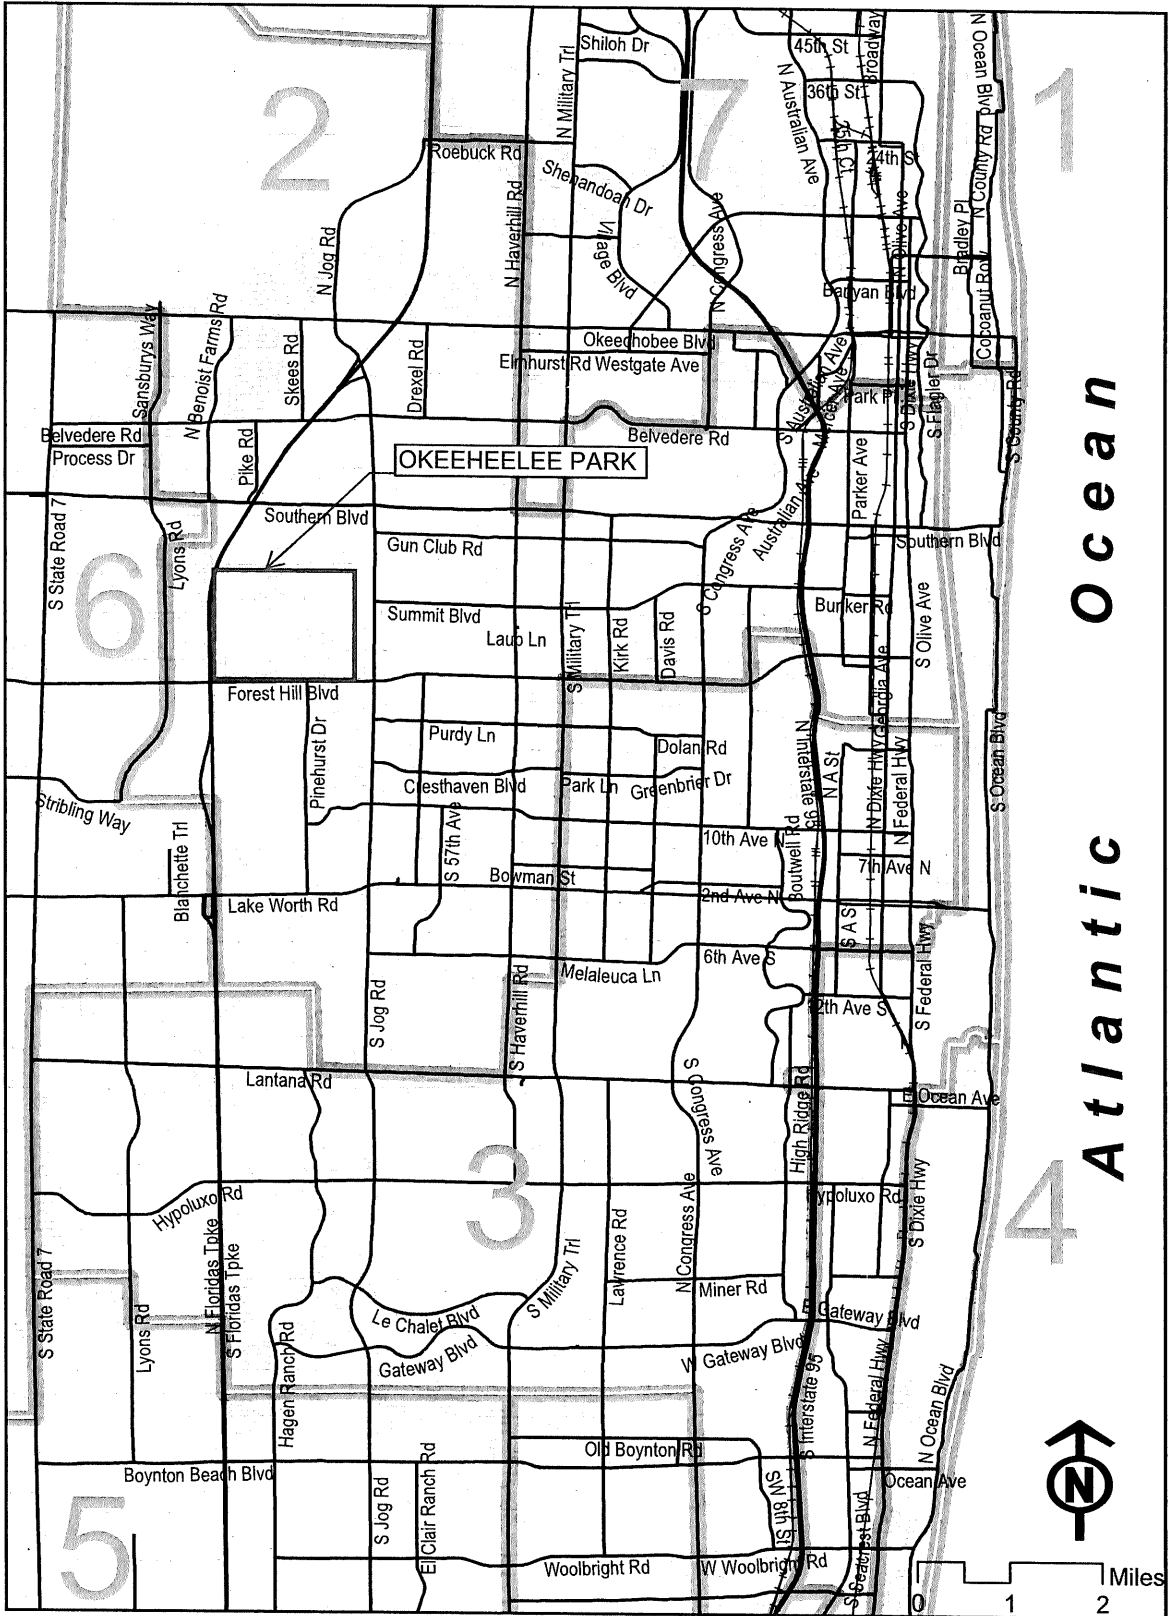 Shiloh Dr
N Military Trl
45th St
Broadway
N Ocean Blvd
2
7
1
36th St
N Australian Ave
25th Ct
24th St
N County Rd
Roebuck Rd
Shenandoah Dr
N Haverhill Rd
Village Blvd
N Congress Ave
N Olive Ave
Bradley Pl
N Jog Rd
Banyan Blvd
Cocoanut Row
Sansburys Way
N Benoist Farms Rd
Skees Rd
Drexel Rd
Okeechobee Blvd
Elmhurst Rd
Westgate Ave
S Australian Ave
Mercer Ave
Park Pl
S Dixie Hwy
S Flagler Dr
S County Rd
Belvedere Rd
Process Dr
Pike Rd
Belvedere Rd
OKEEHEELEE PARK
Parker Ave
S State Road 7
Lyons Rd
Southern Blvd
Gun Club Rd
S Congress Ave
Australian Ave
Southern Blvd
6
Summit Blvd
Laub Ln
S Military Trl
Kirk Rd
Davis Rd
Bunker Rd
S Olive Ave
Georgia Ave
Forest Hill Blvd
Pinehurst Dr
Purdy Ln
Dolan Rd
N Interstate 95
N A St
N Dixie Hwy
N Federal Hwy
S Ocean Blvd
Stribling Way
Cresthaven Blvd
Park Ln
Greenbrier Dr
Blanchette Trl
S 57th Ave
10th Ave N
Boutwell Rd
7th Ave N
Bowman St
2nd Ave N
Lake Worth Rd
S A St
6th Ave S
Melaleuca Ln
S Jog Rd
S Haverhill Rd
S Federal Hwy
12th Ave S
Lantana Rd
S Congress Ave
High Ridge Rd
E Ocean Ave
Atlantic Ocean
3
4
Hypoluxo Rd
Hypoluxo Rd
S Dixie Hwy
S State Road 7
Lyons Rd
N Floridas Tpke
S Floridas Tpke
Hagen Ranch Rd
Le Chalet Blvd
Gateway Blvd
S Military Trl
Lawrence Rd
N Congress Ave
Miner Rd
E Gateway Blvd
W Gateway Blvd
S Interstate 95
N Federal Hwy
N Ocean Blvd
Old Boynton Rd
Boynton Beach Blvd
S Jog Rd
El Clair Ranch Rd
SW 8th St
Ocean Ave
S Seacrest Blvd
5
Woolbright Rd
W Woolbright Rd
N
Miles
0 1 2